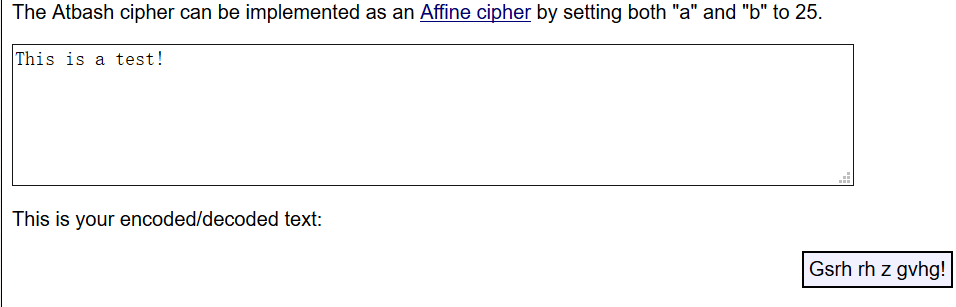 The Atbash cipher can be implemented as an Affine cipher by setting both "a" and "b" to 25.
This is a test!
This is your encoded/decoded text:
Gsrh rh z gvhg!